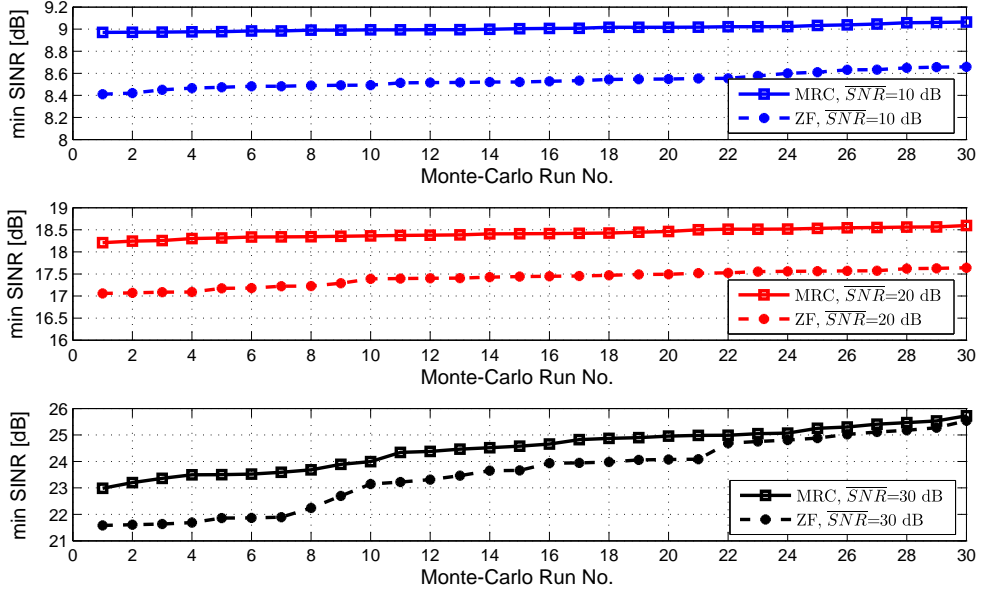 min SINR [dB]
9.2
9
8.8
8.6
8.4
8.2
8
0 2 4 6 8 10 12 14 16 18 20 22 24 26 28 30
Monte-Carlo Run No.
MRC, SNR=10 dB
ZF, SNR=10 dB
min SINR [dB]
19
18.5
18
17.5
17
16.5
16
0 2 4 6 8 10 12 14 16 18 20 22 24 26 28 30
Monte-Carlo Run No.
MRC, SNR=20 dB
ZF, SNR=20 dB
min SINR [dB]
26
25
24
23
22
21
0 2 4 6 8 10 12 14 16 18 20 22 24 26 28 30
Monte-Carlo Run No.
MRC, SNR=30 dB
ZF, SNR=30 dB